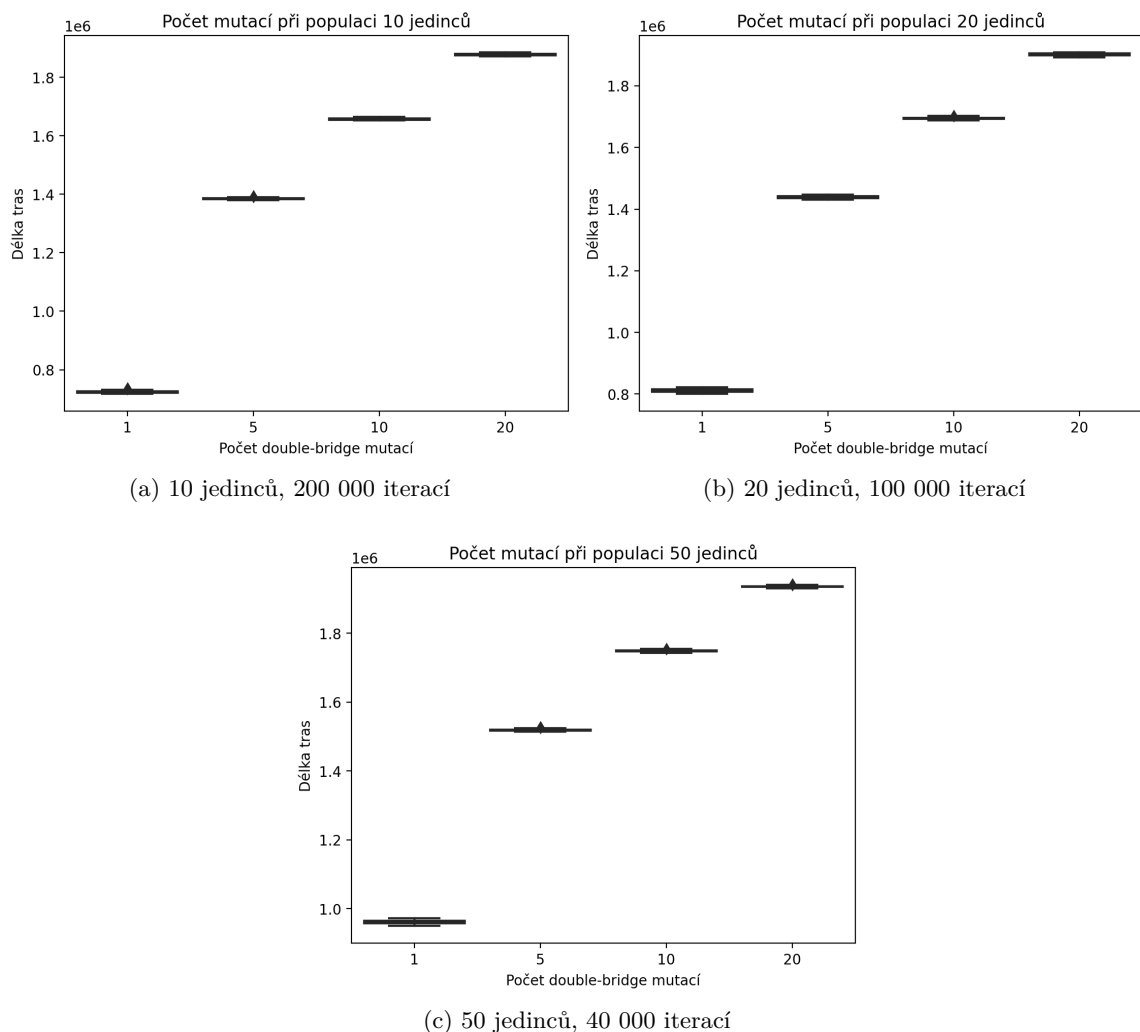 Počet mutací při populaci 10 jedinců
1e6
1.8
1.6
1.4
1.2
1.0
0.8
Délka tras
1 5 10 20
Počet double-bridge mutací
(a) 10 jedinců, 200 000 iterací
Počet mutací při populaci 20 jedinců
1e6
1.8
1.6
1.4
1.2
1.0
0.8
Délka tras
1 5 10 20
Počet double-bridge mutací
(b) 20 jedinců, 100 000 iterací
Počet mutací při populaci 50 jedinců
1e6
1.8
1.6
1.4
1.2
1.0
Délka tras
1 5 10 20
Počet double-bridge mutací
(c) 50 jedinců, 40 000 iterací